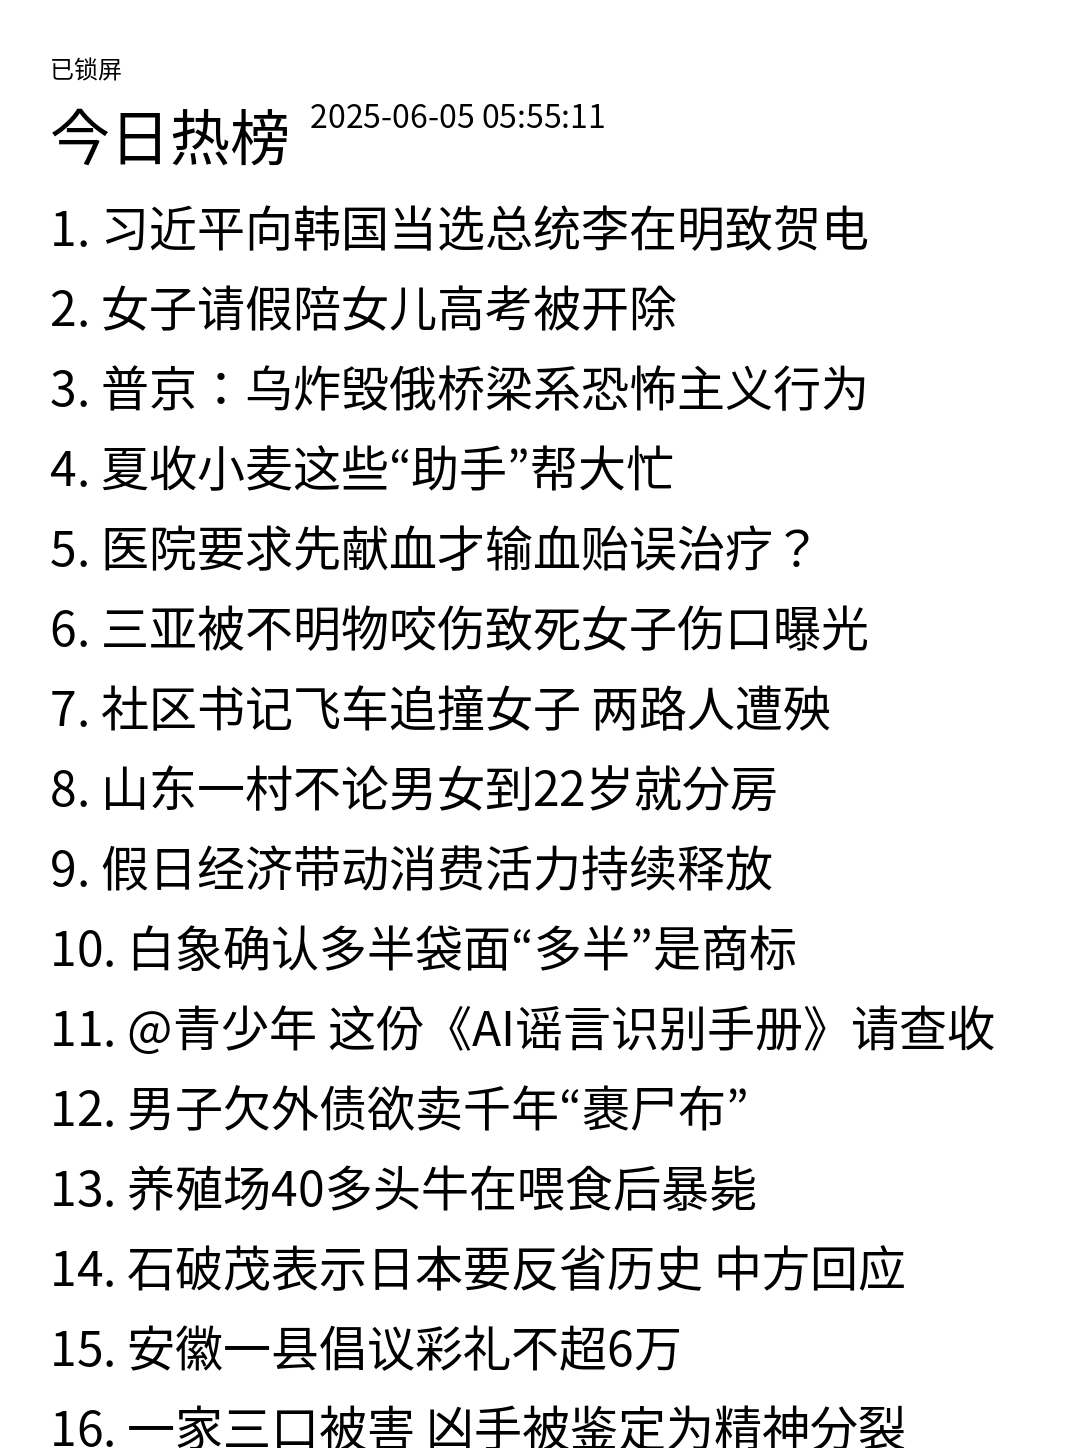 已锁屏
今日热榜 2025-06-05 05:55:11
1. 习近平向韩国当选总统李在明致贺电
2. 女子请假陪女儿高考被开除
3. 普京：乌炸毁俄桥梁系恐怖主义行为
4. 夏收小麦这些“助手”帮大忙
5. 医院要求先献血才输血贻误治疗？
6. 三亚被不明物咬伤致死女子伤口曝光
7. 社区书记飞车追撞女子 两路人遭殃
8. 山东一村不论男女到22岁就分房
9. 假日经济带动消费活力持续释放
10. 白象确认多半袋面“多半”是商标
11. @青少年 这份《AI谣言识别手册》请查收
12. 男子欠外债欲卖千年“裹尸布”
13. 养殖场40多头牛在喂食后暴毙
14. 石破茂表示日本要反省历史 中方回应
15. 安徽一县倡议彩礼不超6万
16. 一家三口被害 凶手被鉴定为精神分裂